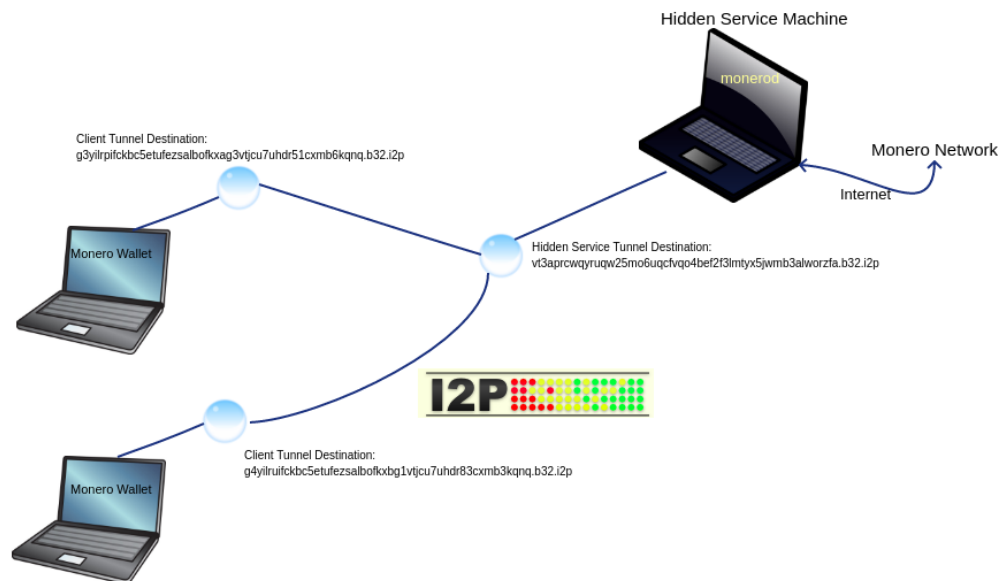 Hidden Service Machine
monerod
Client Tunnel Destination:
g3yilrpifckbc5etufezsalbofkxag3vtjcu7uhdr51cxmb6kqnq.b32.i2p
Monero Network
Internet
Monero Wallet
Hidden Service Tunnel Destination:
vt3aprcwqyruqw25mo6uqcfvqo4bef2f3lmtyx5jwmb3alworzfa.b32.i2p
I2P
Client Tunnel Destination:
g4yilruifckbc5etufezsalbofkxbg1vtjcu7uhdr83cxmb3kqnq.b32.i2p
Monero Wallet